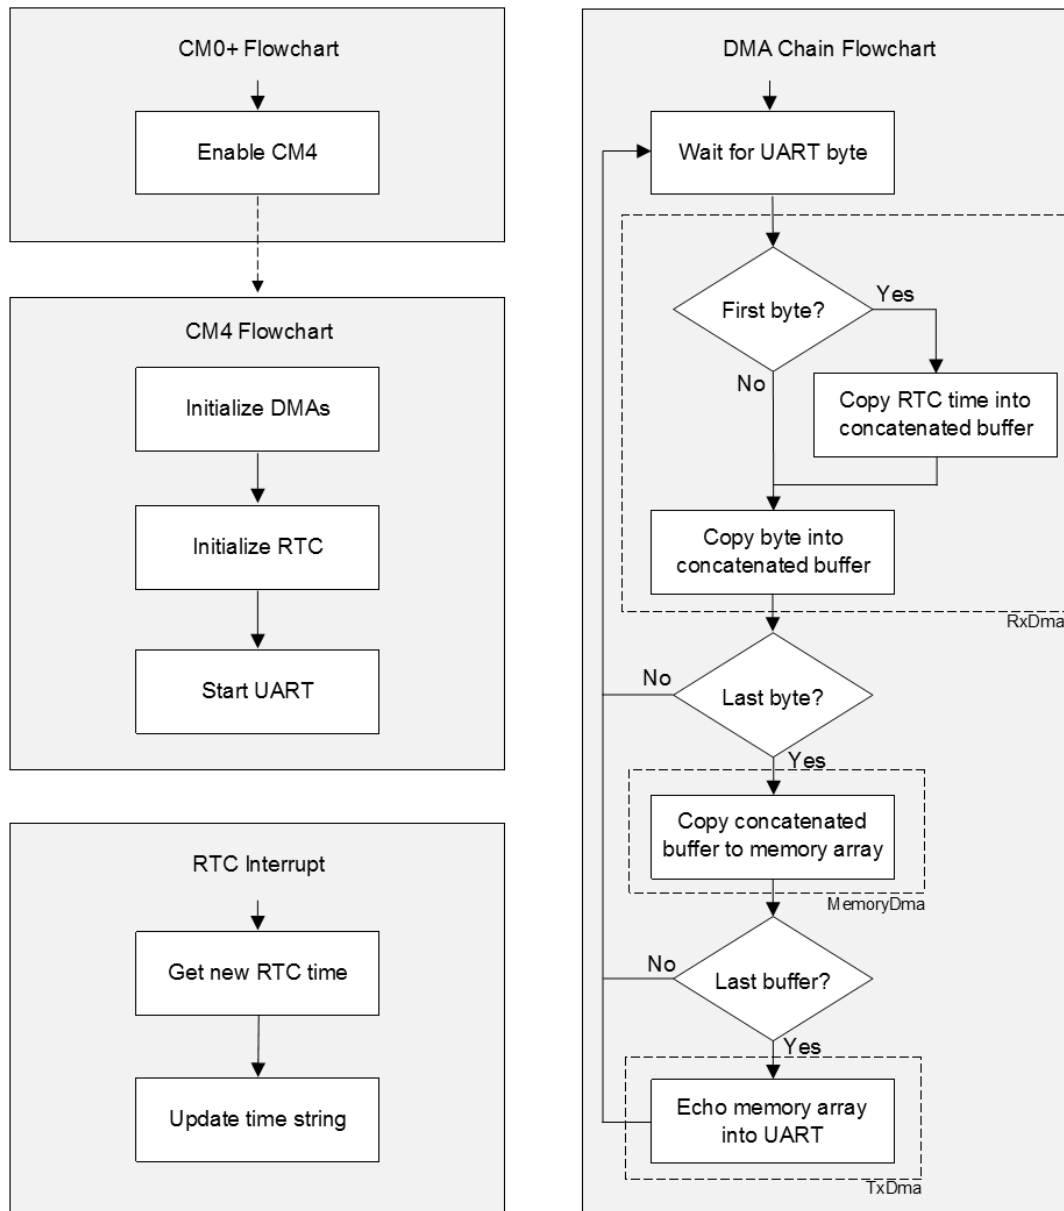 CM0+ Flowchart
Enable CM4
CM4 Flowchart
Initialize DMAs
Initialize RTC
Start UART
RTC Interrupt
Get new RTC time
Update time string
DMA Chain Flowchart
Wait for UART byte
First byte?
Yes
No
Copy RTC time into
concatenated buffer
Copy byte into
concatenated buffer
RxDma
Last byte?
No
Yes
Copy concatenated
buffer to memory array
MemoryDma
Last buffer?
No
Yes
Echo memory array
into UART
TxDma